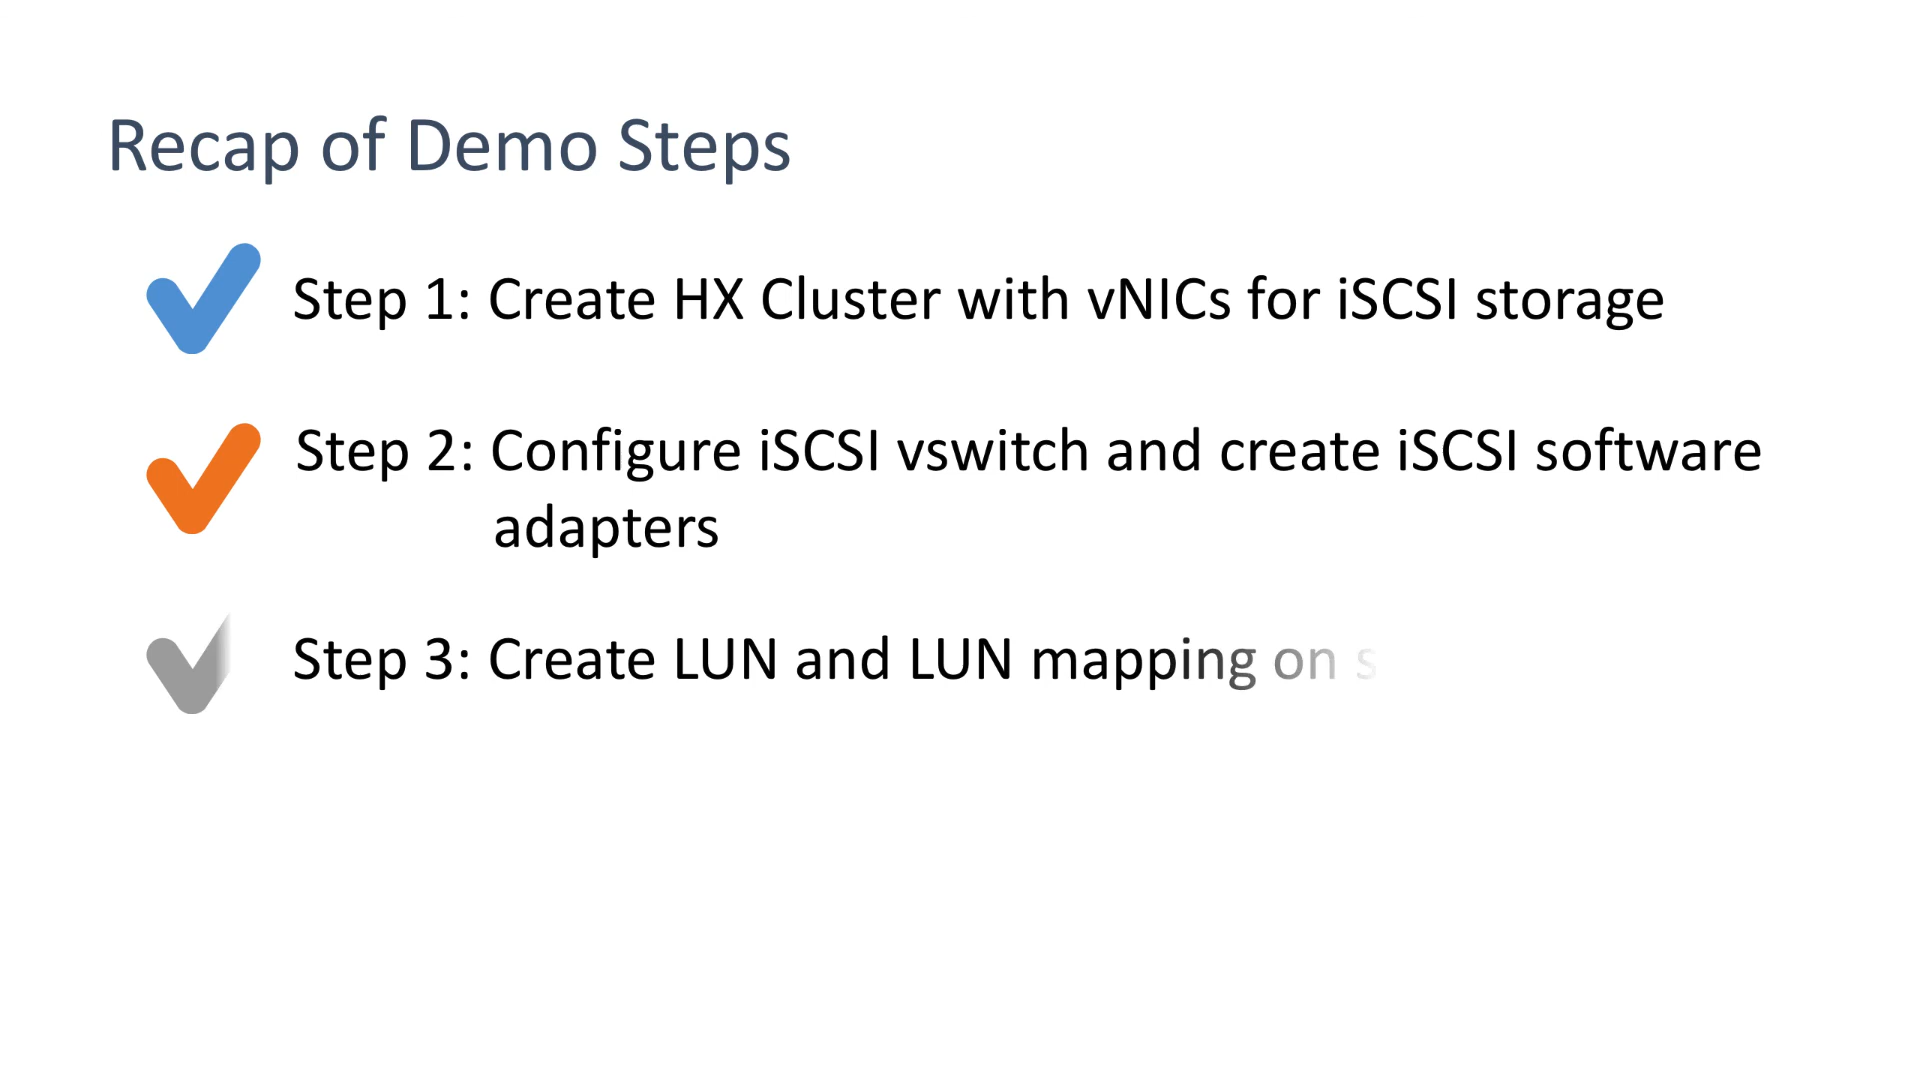 Recap of Demo Steps
Step 1: Create HX Cluster with vNICs for iSCSI storage
Step 2: Configure iSCSI vswitch and create iSCSI software
adapters
Step 3: Create LUN and LUN mapping on